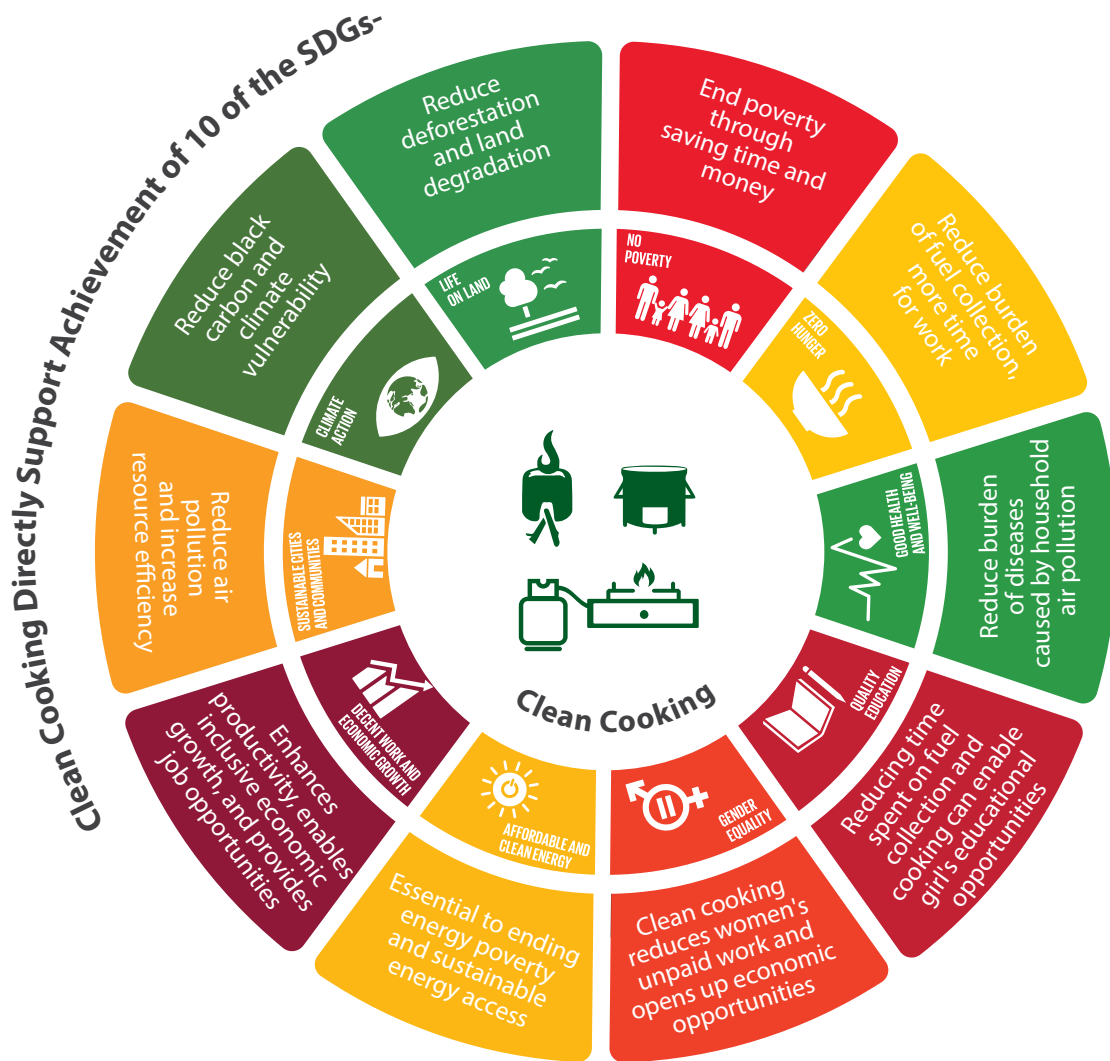 Clean Cooking Directly Support Achievement of 10 of the SDGs-
End poverty
through
saving time and
money
NO
POVERTY
Reduce burden
of fuel collection,
more time
for work
ZERO
HUNGER
Reduce burden
of diseases
caused by household
air pollution
GOOD HEALTH
AND WELL-BEING
Reducing time
spent on fuel
collection and
cooking can enable
girl's educational
opportunities
QUALITY
EDUCATION
Clean cooking
reduces women's
unpaid work and
opens up economic
opportunities
GENDER
EQUALITY
Essential to ending
energy poverty
and sustainable
energy access
AFFORDABLE AND
CLEAN ENERGY
Enhances
productivity, enables
inclusive economic
growth, and provides
job opportunities
DECENT WORK AND
ECONOMIC GROWTH
Reduce air
pollution
and increase
resource efficiency
SUSTAINABLE CITIES
AND COMMUNITIES
Reduce black
carbon and
climate
vulnerability
CLIMATE
ACTION
Reduce
deforestation
and land
degradation
LIFE
ON LAND
Clean Cooking